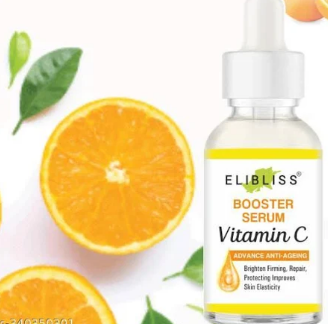 ELIBLISS®
BOOSTER
SERUM
Vitamin C
ADVANCE ANTI-AGEING
Brighten Firming, Repair,
Protecting Improves
Skin Elasticity